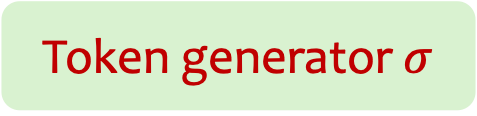 Token generator σ